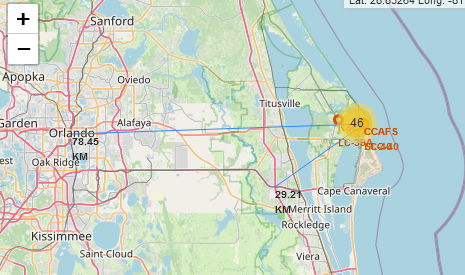 Lat: 28.83264 Long: -81
+
−
Sanford
Apopka
Oviedo
Titusville
Garden
Alafaya
Orlando
46
CCAFS
78.45
KM
Oak Ridge
29.21
KM
Cape Canaveral
Merritt Island
Rockledge
Kissimmee
Saint Cloud
Viera